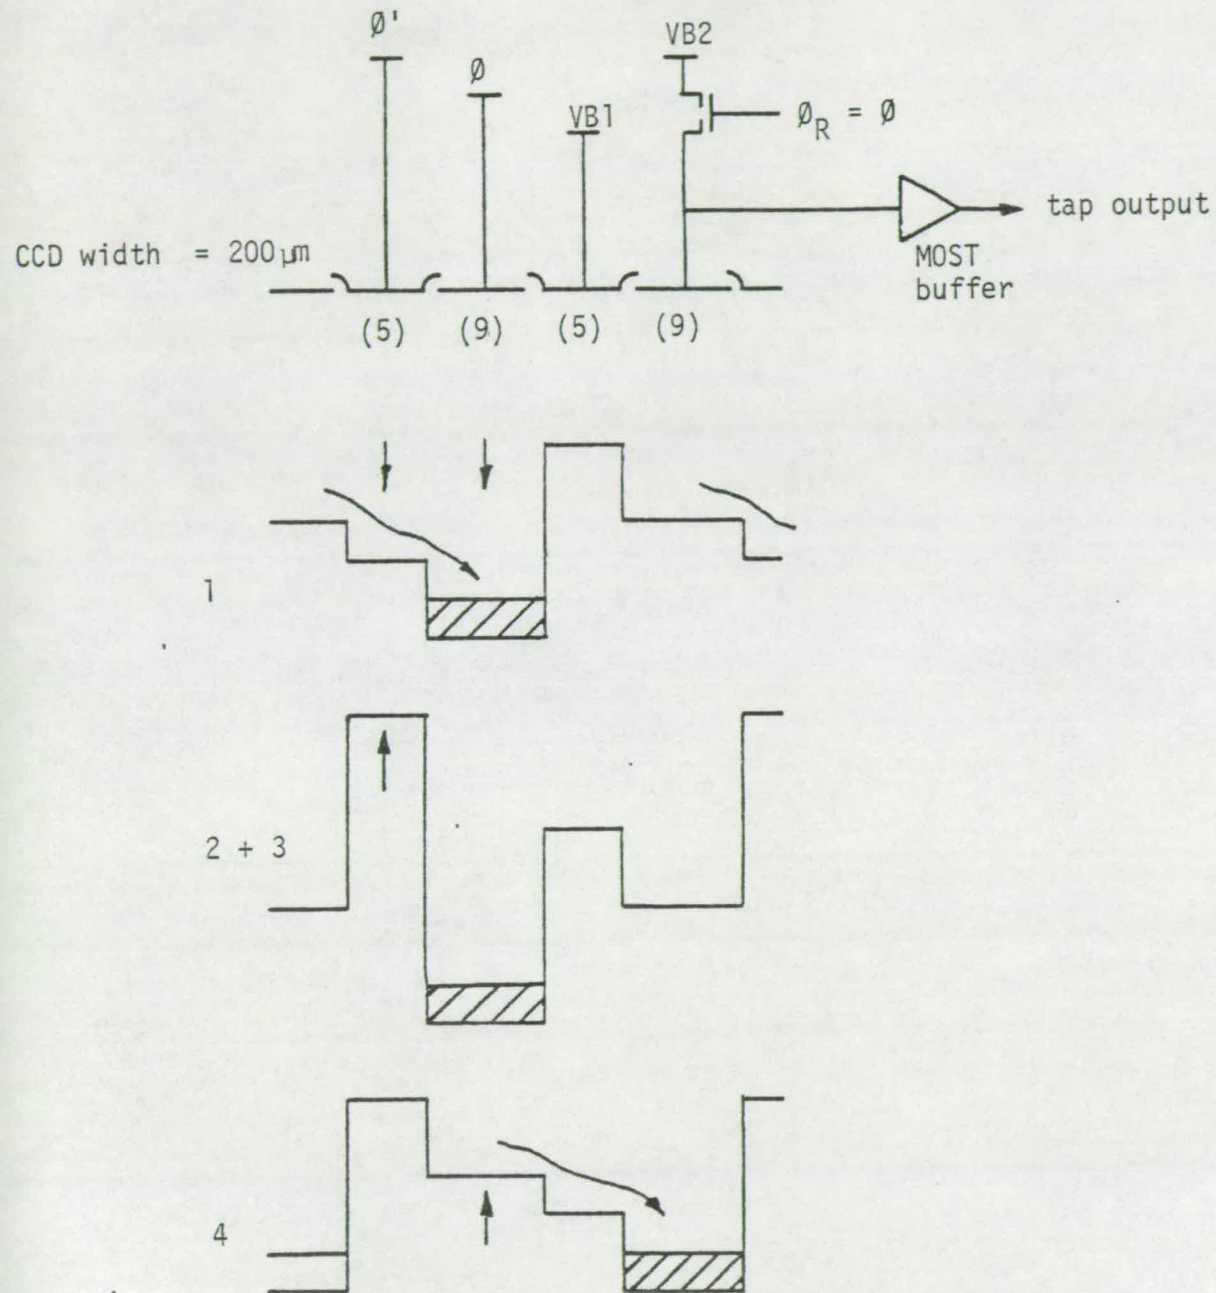 Ø'
Ø
VB1
VB2
Ø_R = Ø
tap output
MOST
buffer
CCD width = 200µm
(5) (9) (5) (9)
1
2 + 3
4